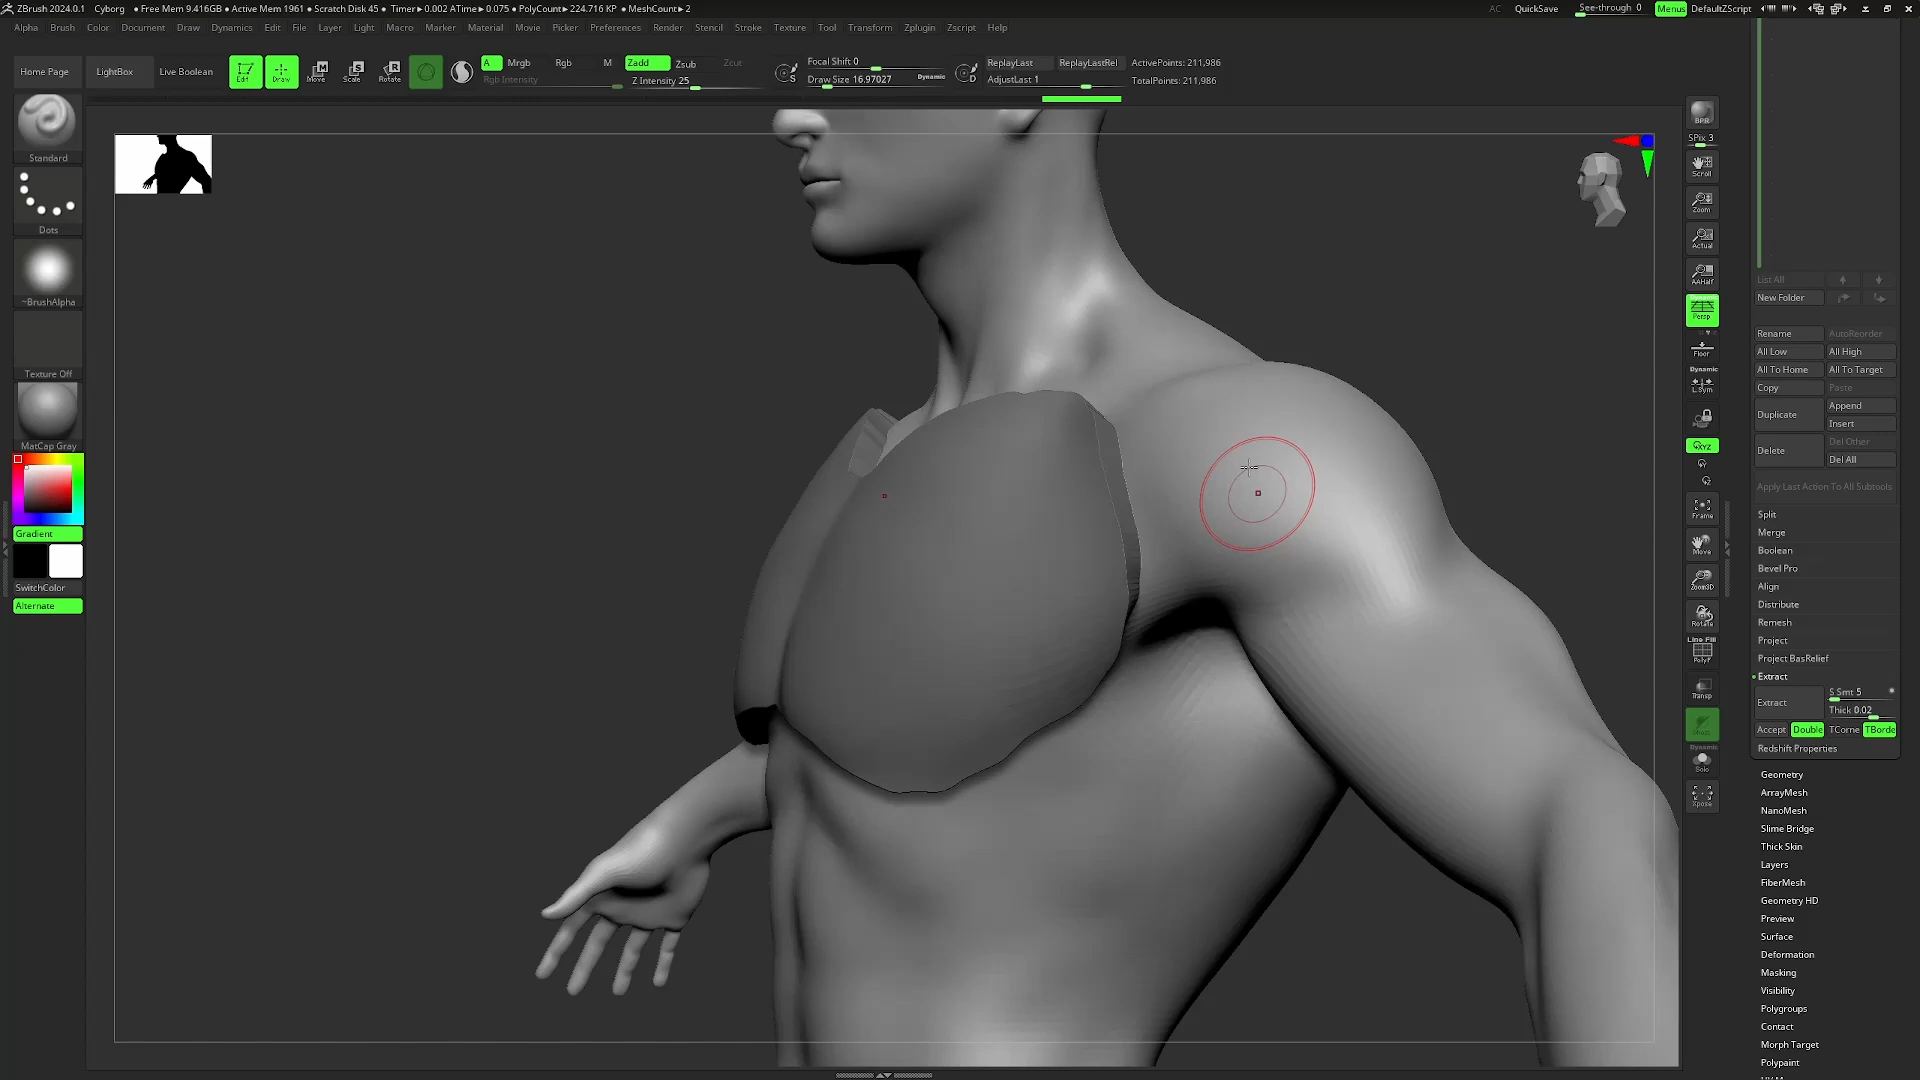 ZBrush 2024.0.1 Cyborg ● Free Mem 9.416GB ● Active Mem 1961 ● Scratch Disk 45 ● Timer▸0.002 ATime▸0.075 ● PolyCount▸224.716 KP ● MeshCount▸2 AC QuickSave See-through 0 Menus DefaultZScript
Alpha Brush Color Document Draw Dynamics Edit File Layer Light Macro Marker Material Movie Picker Preferences Render Stencil Stroke Texture Tool Transform Zplugin Zscript Help
Home Page LightBox Live Boolean Edit Draw Move Scale Rotate A Mrgb Rgb M Zadd Zsub Zcut Focal Shift 0 ReplayLast ReplayLastRel ActivePoints: 211,986
Rgb Intensity Z Intensity 25 Draw Size 16.97027 Dynamic AdjustLast 1 TotalPoints: 211,986
S
D
Standard
Dots
~BrushAlpha
Texture Off
MatCap Gray
Gradient
SwitchColor
Alternate
BPR
SPix 3
Scroll
Zoom
Actual
AAHalf
Persp
Floor
Dynamic
L.Sym
XYZ
Frame
Move
Zoom3D
Rotate
Line Fill
PolyF
Transp
Dynamic
Solo
Xpose
List All
New Folder
Rename AutoReorder
All Low All High
All To Home All To Target
Copy Paste
Duplicate Append
Insert
Delete Del Other
Del All
Apply Last Action To All Subtools
Split
Merge
Boolean
Bevel Pro
Align
Distribute
Remesh
Project
Project BasRelief
Extract
Extract S Smt 5
Thick 0.02
Accept Double TCorne TBorde
Redshift Properties
Geometry
ArrayMesh
NanoMesh
Slime Bridge
Thick Skin
Layers
FiberMesh
Geometry HD
Preview
Surface
Deformation
Masking
Visibility
Polygroups
Contact
Morph Target
Polypaint